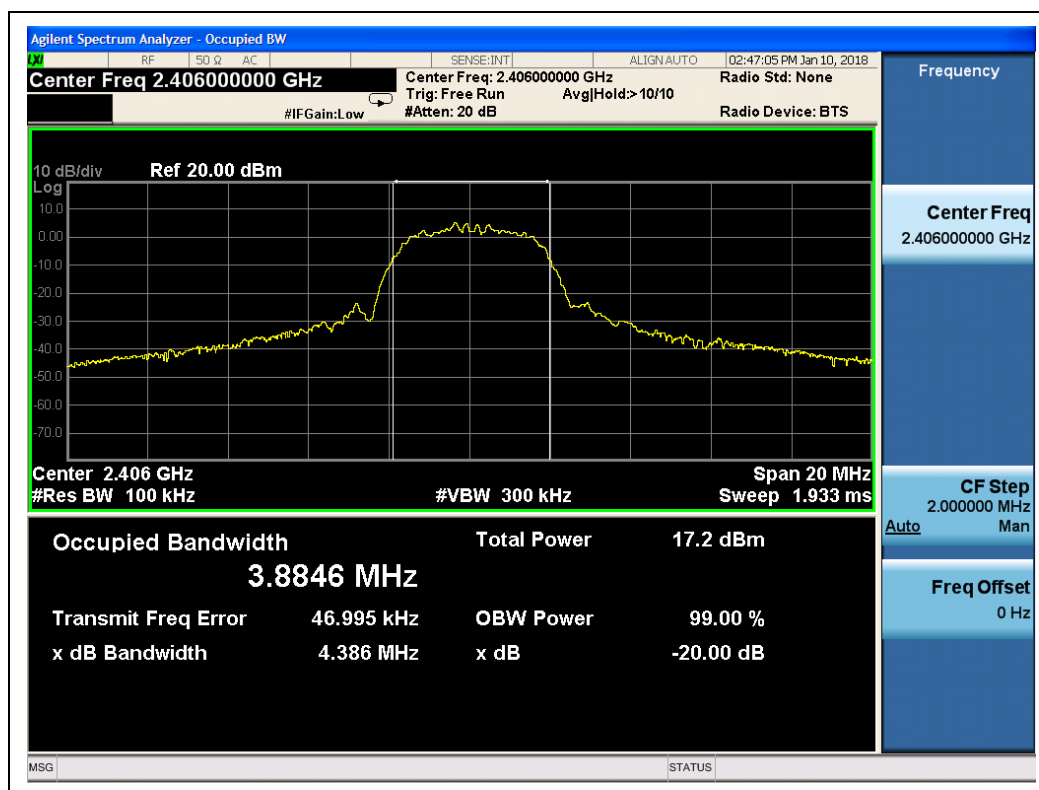 Agilent Spectrum Analyzer - Occupied BW
LXI RF 50 Ω AC SENSE:INT ALIGN AUTO 02:47:05 PM Jan 10, 2018
Center Freq 2.406000000 GHz
Center Freq: 2.406000000 GHz Radio Std: None
Trig: Free Run Avg|Hold:>10/10
#IFGain:Low #Atten: 20 dB Radio Device: BTS
10 dB/div Ref 20.00 dBm
Log
10.0
0.00
-10.0
-20.0
-30.0
-40.0
-50.0
-60.0
-70.0
Center 2.406 GHz Span 20 MHz
#Res BW 100 kHz #VBW 300 kHz Sweep 1.933 ms
Occupied Bandwidth Total Power 17.2 dBm
3.8846 MHz
Transmit Freq Error 46.995 kHz OBW Power 99.00 %
x dB Bandwidth 4.386 MHz x dB -20.00 dB
Frequency
Center Freq
2.406000000 GHz
CF Step
2.000000 MHz
Auto Man
Freq Offset
0 Hz
MSG STATUS